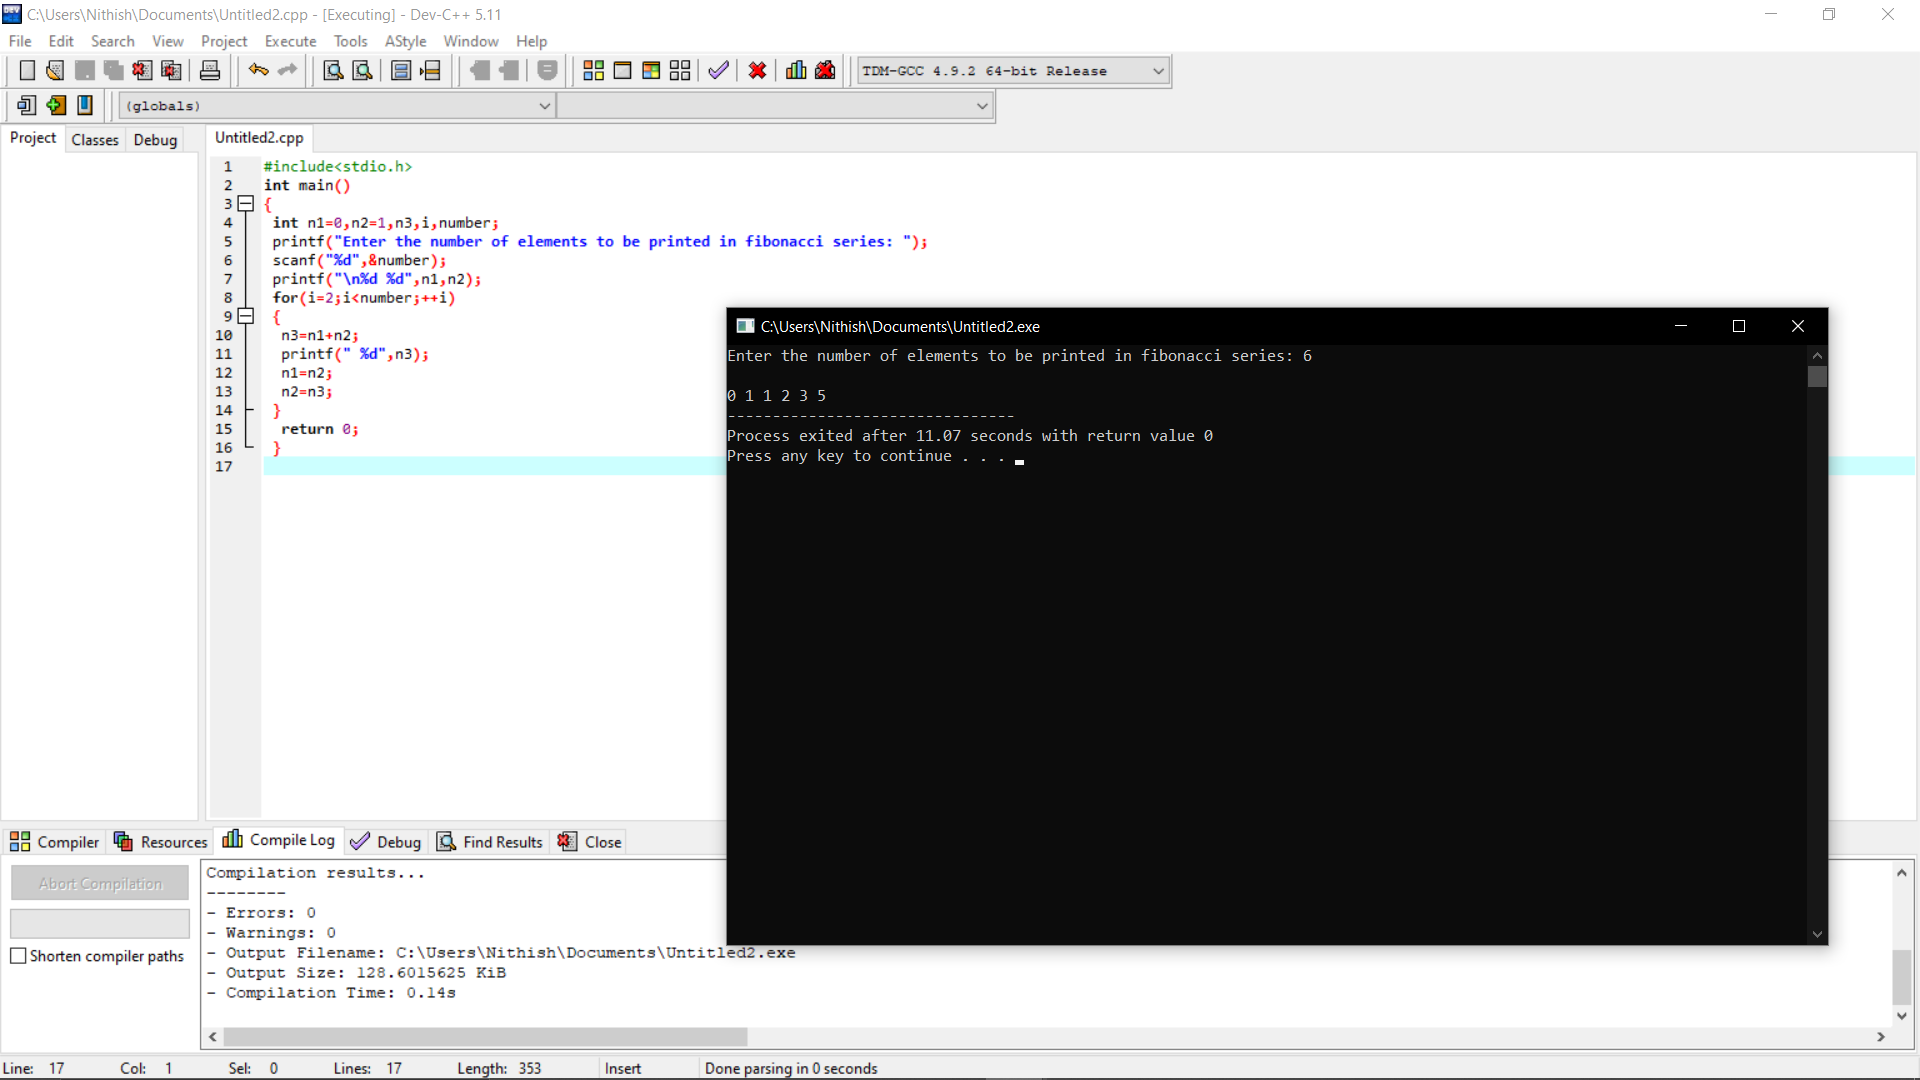 C:\Users\Nithish\Documents\Untitled2.cpp - [Executing] - Dev-C++ 5.11
File Edit Search View Project Execute Tools AStyle Window Help
TDM-GCC 4.9.2 64-bit Release
(globals)
Project Classes Debug
Untitled2.cpp
1 #include<stdio.h>
2 int main()
3 {
4 int n1=0,n2=1,n3,i,number;
5 printf("Enter the number of elements to be printed in fibonacci series: ");
6 scanf("%d",&number);
7 printf("\n%d %d",n1,n2);
8 for(i=2;i<number;++i)
9 {
10 n3=n1+n2;
11 printf(" %d",n3);
12 n1=n2;
13 n2=n3;
14 }
15 return 0;
16 }
17
C:\Users\Nithish\Documents\Untitled2.exe
Enter the number of elements to be printed in fibonacci series: 6
0 1 1 2 3 5
--------------------------------
Process exited after 11.07 seconds with return value 0
Press any key to continue . . .
Compiler Resources Compile Log Debug Find Results Close
Abort Compilation
Shorten compiler paths
Compilation results...
--------
- Errors: 0
- Warnings: 0
- Output Filename: C:\Users\Nithish\Documents\Untitled2.exe
- Output Size: 128.6015625 KiB
- Compilation Time: 0.14s
Line: 17 Col: 1 Sel: 0 Lines: 17 Length: 353 Insert Done parsing in 0 seconds